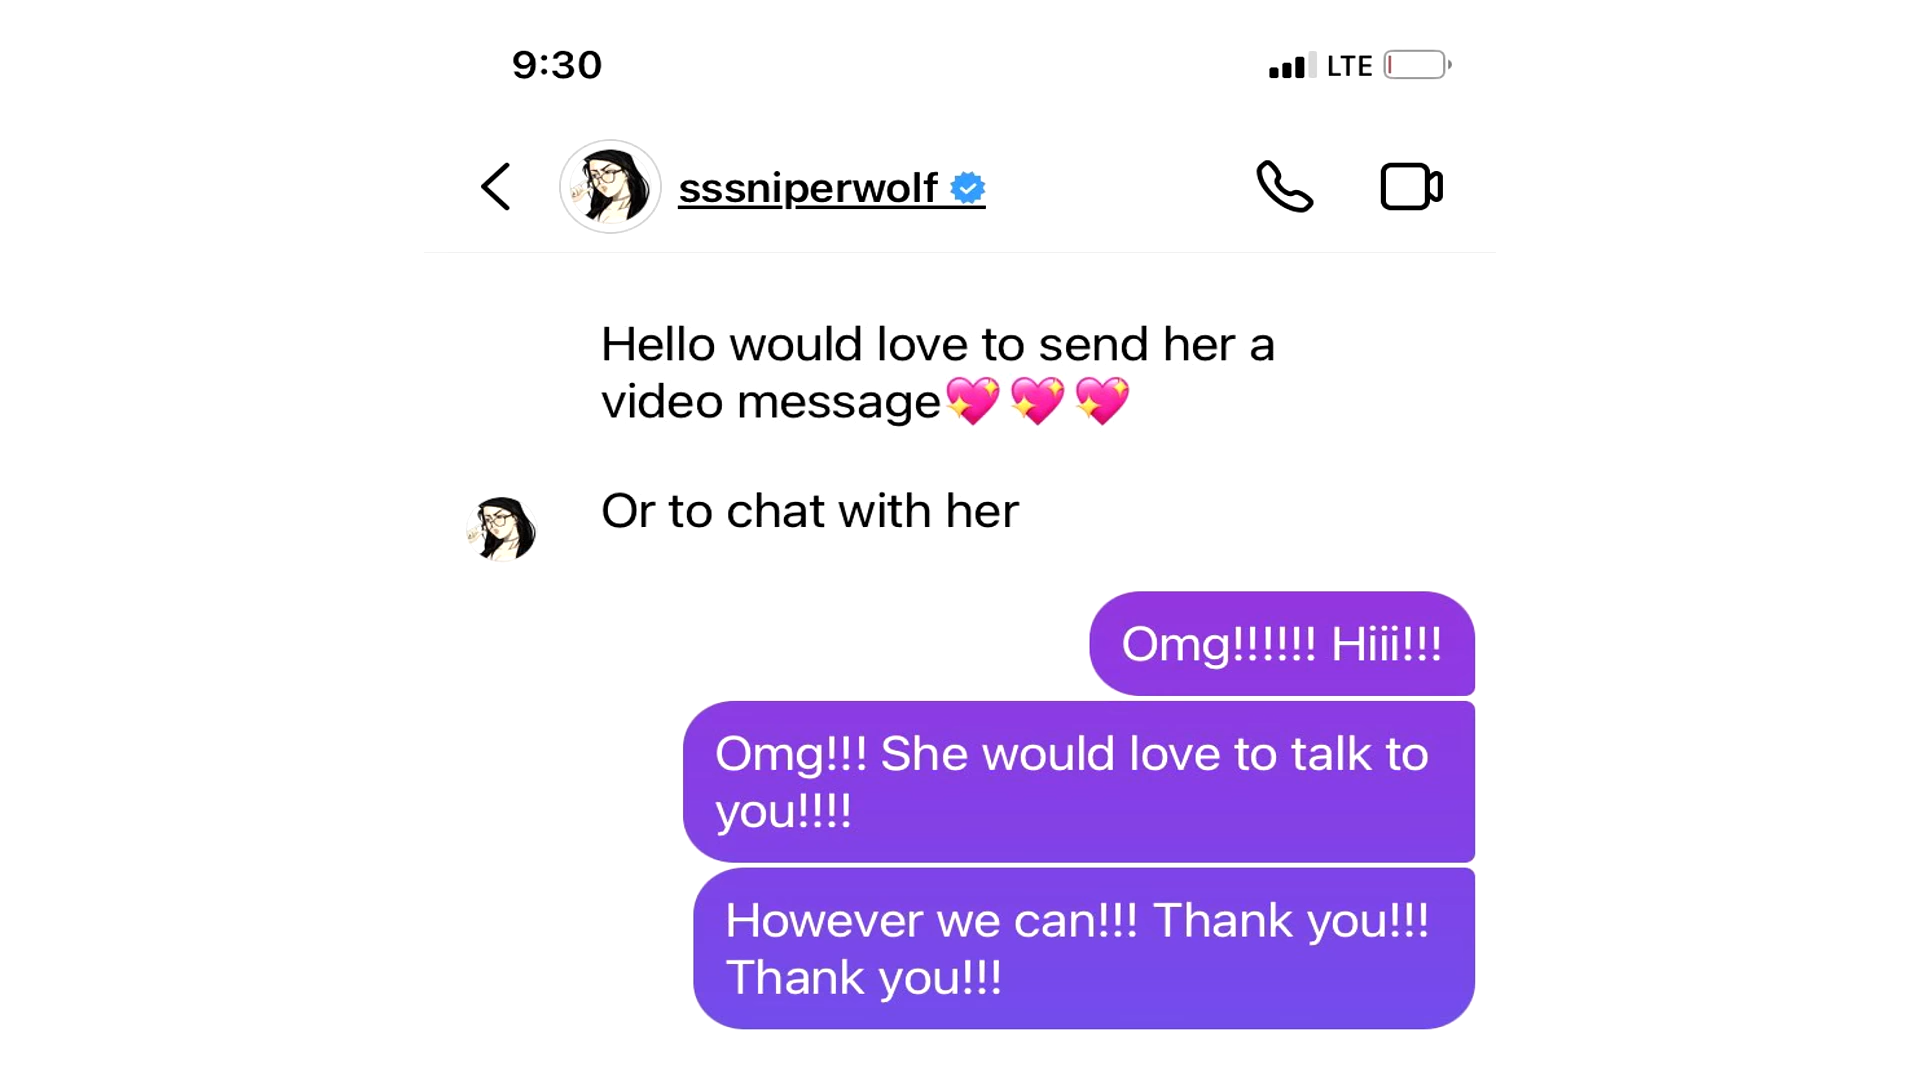 9:30 LTE
sssniperwolf
Hello would love to send her a
video message💖💖💖
Or to chat with her
Omg!!!!!! Hiii!!!
Omg!!! She would love to talk to
you!!!!
However we can!!! Thank you!!!
Thank you!!!